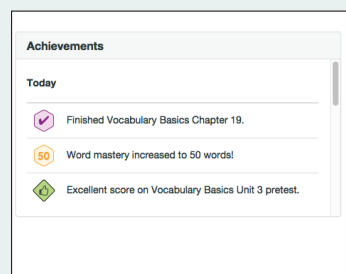 Achievements
Today
Finished Vocabulary Basics Chapter 19.
50 Word mastery increased to 50 words!
Excellent score on Vocabulary Basics Unit 3 pretest.